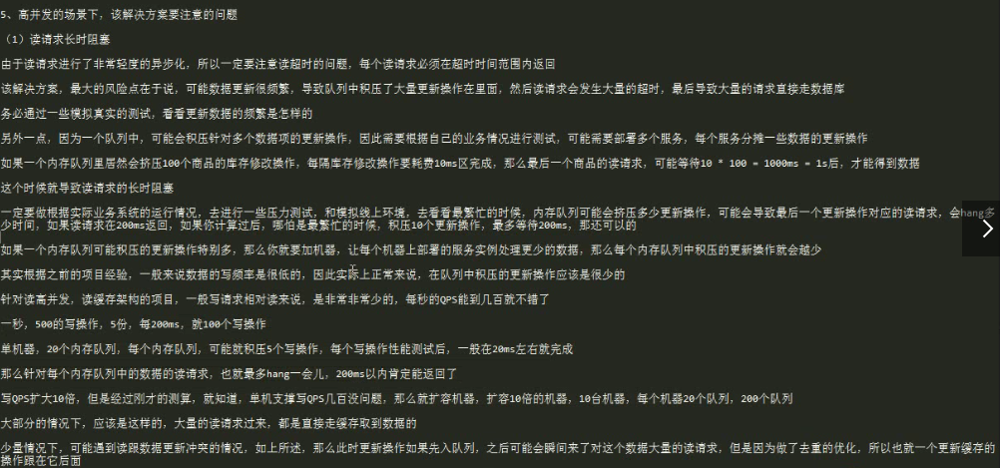 5、高并发的场景下，该解决方案要注意的问题
（1）读请求长时阻塞
由于读请求进行了非常轻度的异步化，所以一定要注意读超时的问题，每个读请求必须在超时时间范围内返回
该解决方案，最大的风险点在于说，可能数据更新很频繁，导致队列中积压了大量更新操作在里面，然后读请求会发生大量的超时，最后导致大量的请求直接走数据库
务必通过一些模拟真实的测试，看看更新数据的频繁是怎样的
另外一点，因为一个队列中，可能会积压针对多个数据项的更新操作，因此需要根据自己的业务情况进行测试，可能需要部署多个服务，每个服务分摊一些数据的更新操作
如果一个内存队列里居然会挤压100个商品的库存修改操作，每隔库存修改操作要耗费10ms区完成，那么最后一个商品的读请求，可能等待10 * 100 = 1000ms = 1s后，才能得到数据
这个时候就导致读请求的长时阻塞
一定要做根据实际业务系统的运行情况，去进行一些压力测试，和模拟线上环境，去看看最繁忙的时候，内存队列可能会挤压多少更新操作，可能会导致最后一个更新操作对应的读请求，会hang多
少时间，如果读请求在200ms返回，如果你计算过后，哪怕是最繁忙的时候，积压10个更新操作，最多等待200ms，那还可以的
如果一个内存队列可能积压的更新操作特别多，那么你就要加机器，让每个机器上部署的服务实例处理更少的数据，那么每个内存队列中积压的更新操作就会越少
其实根据之前的项目经验，一般来说数据的写频率是很低的，因此实际上正常来说，在队列中积压的更新操作应该是很少的
针对读高并发，读缓存架构的项目，一般写请求相对读来说，是非常非常少的，每秒的QPS能到几百就不错了
一秒，500的写操作，5份，每200ms，就100个写操作
单机器，20个内存队列，每个内存队列，可能就积压5个写操作，每个写操作性能测试后，一般在20ms左右就完成
那么针对每个内存队列中的数据的读请求，也就最多hang一会儿，200ms以内肯定能返回了
写QPS扩大10倍，但是经过刚才的测算，就知道，单机支撑写QPS几百没问题，那么就扩容机器，扩容10倍的机器，10台机器，每个机器20个队列，200个队列
大部分的情况下，应该是这样的，大量的读请求过来，都是直接走缓存取到数据的
少量情况下，可能遇到读跟数据更新冲突的情况，如上所述，那么此时更新操作如果先入队列，之后可能会瞬间来了对这个数据大量的读请求，但是因为做了去重的优化，所以也就一个更新缓存的
操作跟在它后面